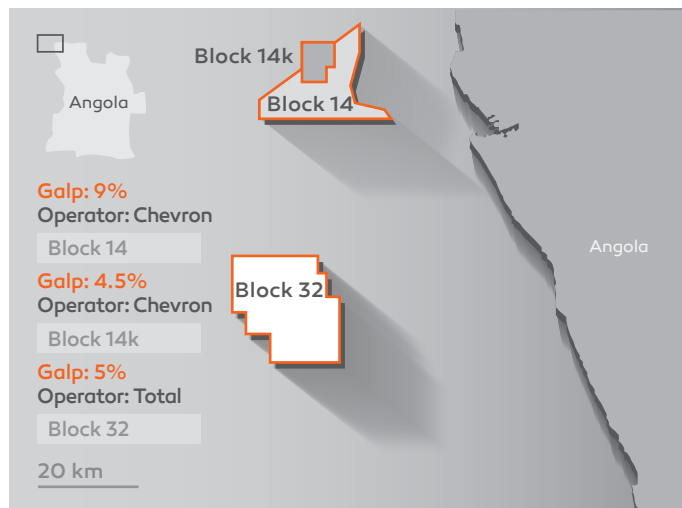 Block 14k
Angola
Block 14
Galp: 9%
Operator: Chevron
Block 14
Galp: 4.5%
Operator: Chevron
Block 14k
Galp: 5%
Operator: Total
Block 32
20 km
Block 32
Angola